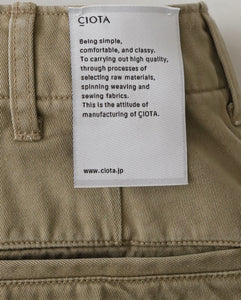 ÇIOTA
Being simple,
comfortable, and classy.
To carrying out high quality,
through processes of
selecting raw materials,
spinning weaving and
sewing fabrics.
This is the attitude of
manufacturing of ÇIOTA.
www.ciota.jp